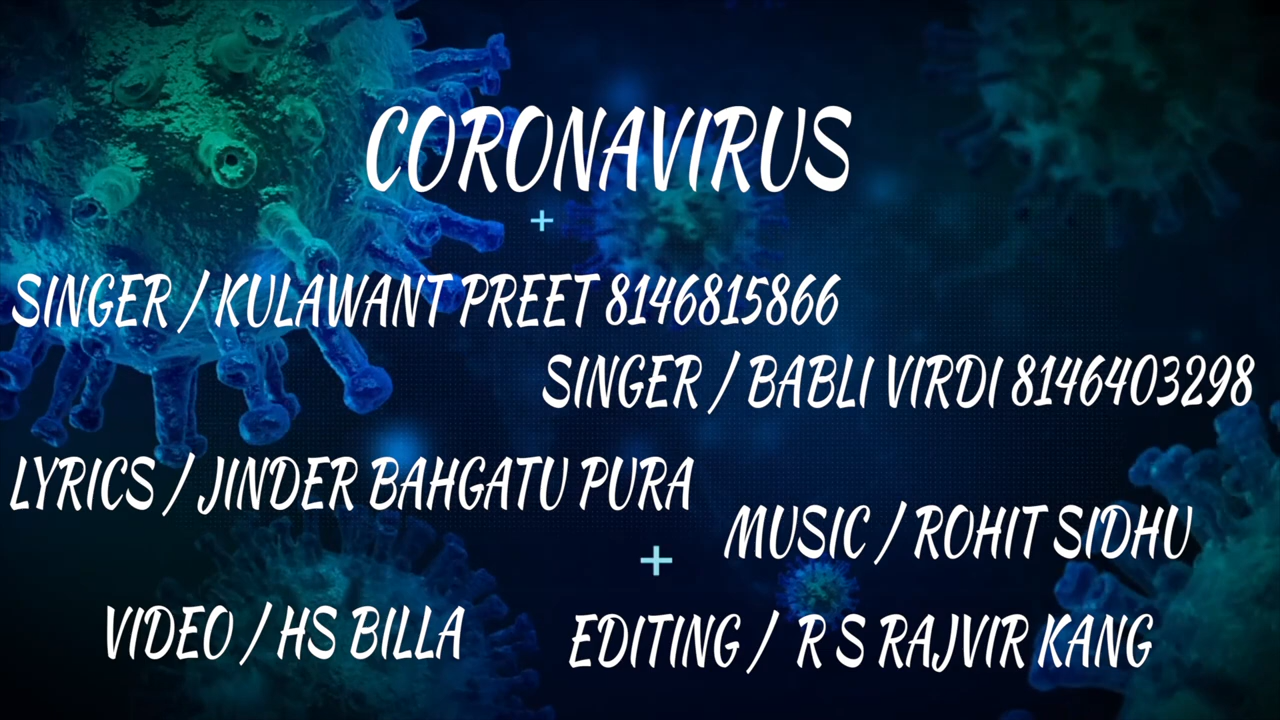 CORONAVIRUS
SINGER / KULAWANT PREET 8146815866
SINGER / BABLI VIRDI 8146403298
LYRICS / JINDER BAHGATU PURA
MUSIC / ROHIT SIDHU
VIDEO / HS BILLA
EDITING / R S RAJVIR KANG